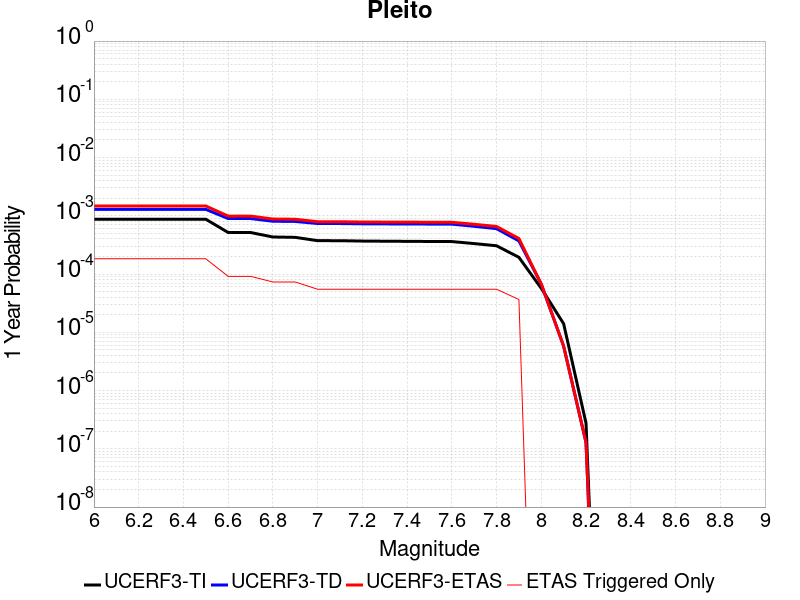 Pleito
10^0
10^-1
10^-2
10^-3
10^-4
10^-5
10^-6
10^-7
10^-8
1 Year Probability
6 6.2 6.4 6.6 6.8 7 7.2 7.4 7.6 7.8 8 8.2 8.4 8.6 8.8 9
Magnitude
UCERF3-TI UCERF3-TD UCERF3-ETAS ETAS Triggered Only